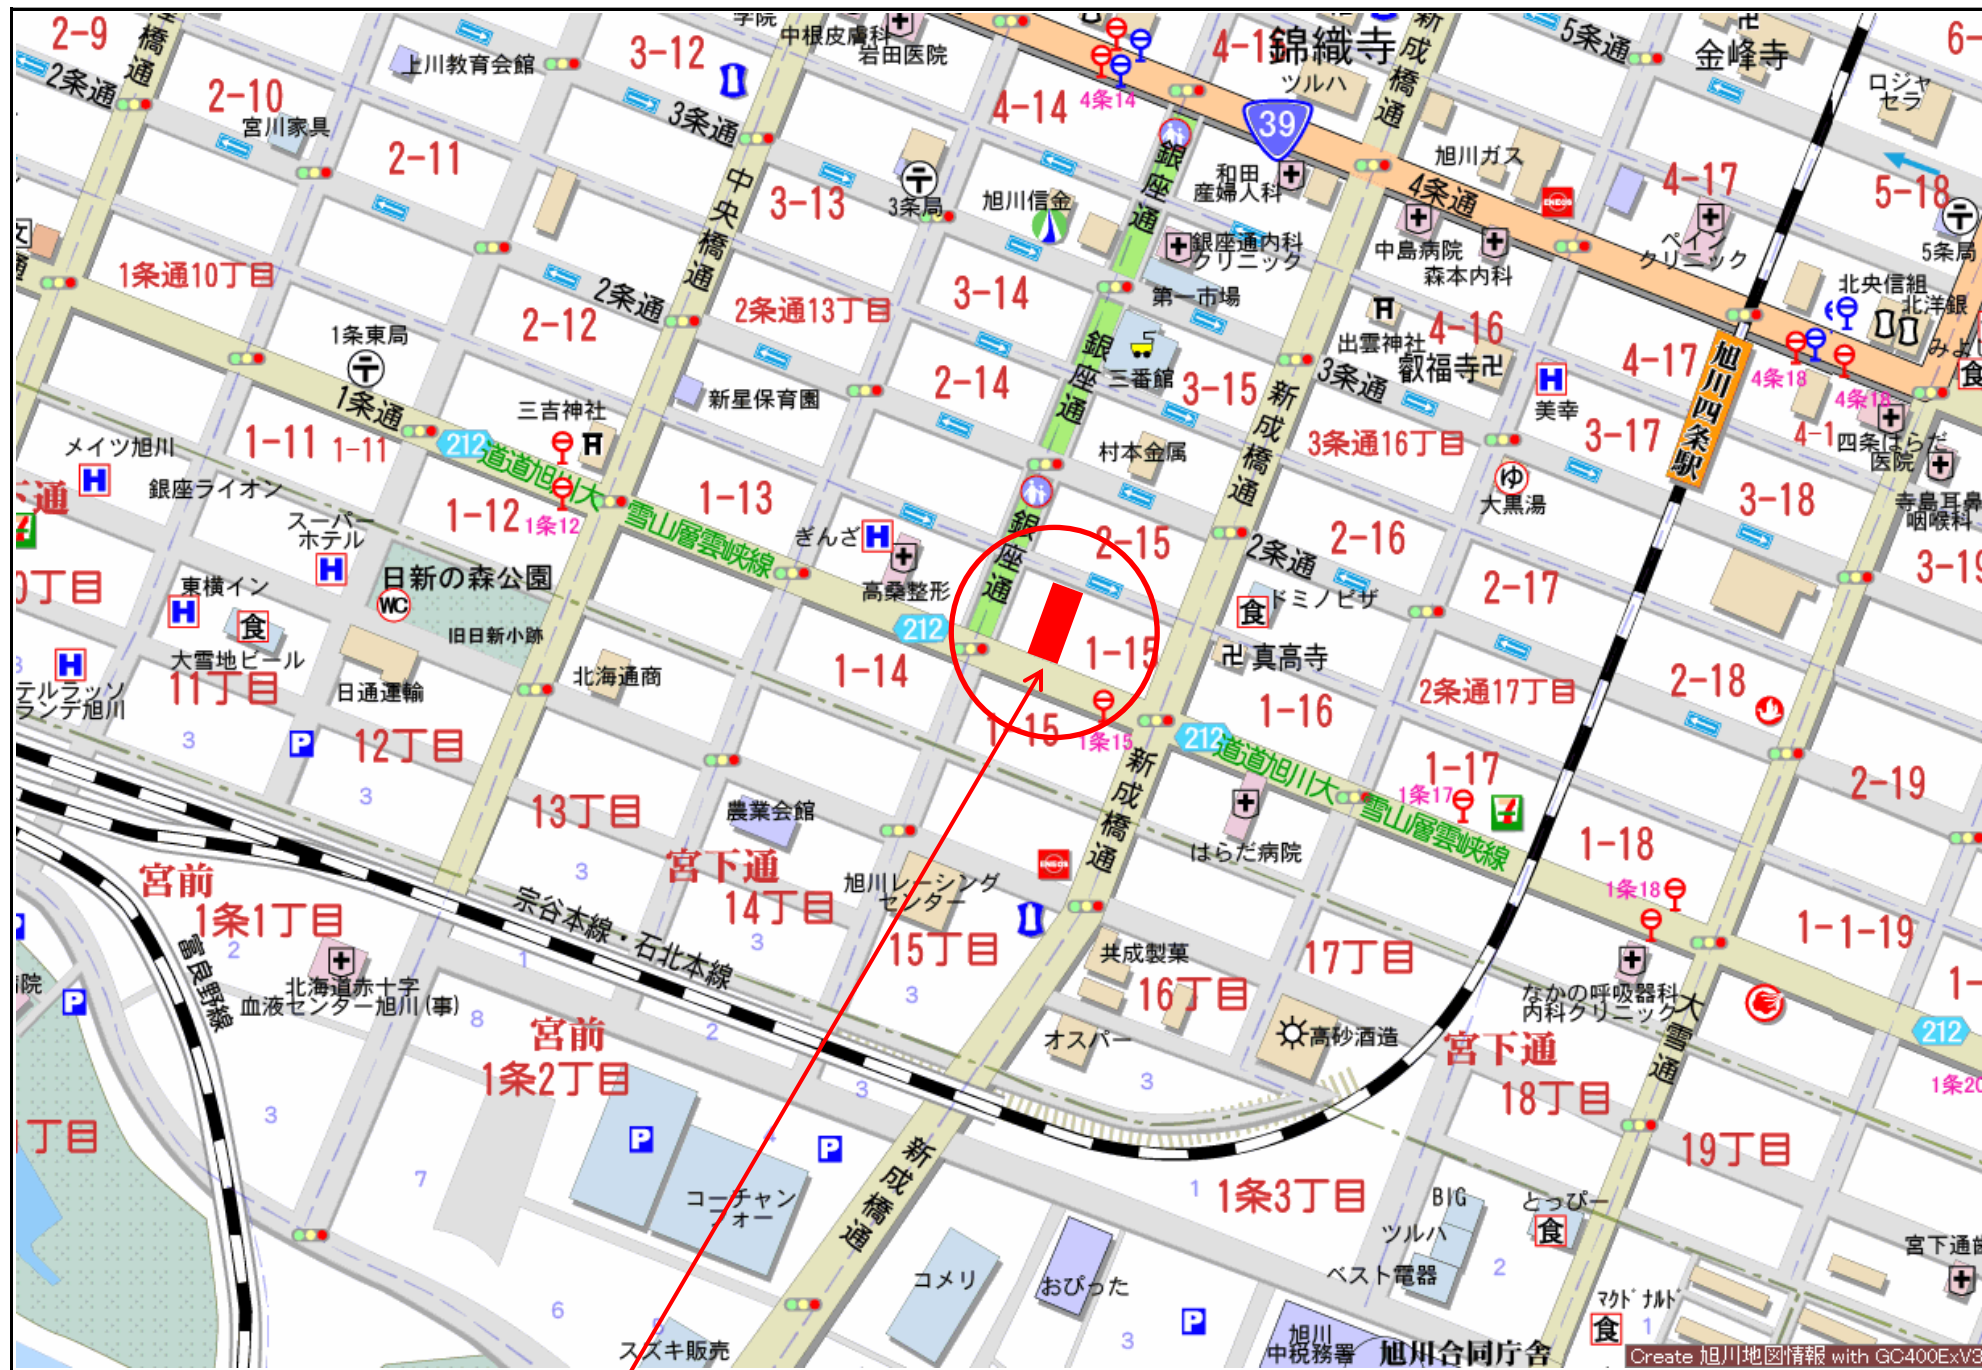 2-9
橋通
学院
中根皮膚科
岩田医院
4条14
錦織寺
ツルハ
新成橋通
5条通
金峰寺
ロシャ
セラ
上川教育会館
3-12
2条通
2-10
宮川家具
3条通
4-14
39
旭川ガス
4-17
5-18
5条局
2-11
中央橋通
3-13
3条局
旭川信金
銀座通
和田
産婦人科
4条通
中島病院
森本内科
ペイン
クリニック
銀座通内科
クリニック
1条通10丁目
2条通
2条通13丁目
3-14
第一市場
北央信組
北洋銀
2-12
出雲神社
4-16
叡福寺
3条通
4-17
旭川四条駅
4条18
4条18
1条東局
銀座通
三番館
3-15
美幸
1条通
三吉神社
新星保育園
2-14
新成橋通
3条通16丁目
3-17
4-1
四条はらだ
医院
メイツ旭川
1-11
1-11
212
道道旭川大
雪山層雲峡線
村本金属
大黒湯
3-18
寺島耳鼻
咽喉科
銀座ライオン
1-12
1条12
1-13
ぎんざ
銀座通
2-15
2条通
2-16
スーパー
ホテル
東横イン
日新の森公園
WC
旧日新小跡
高桑整形
212
ドミノピザ
2-17
3-19
大雪地ビール
日通運輸
北海通商
1-14
1-15
真高寺
2条通17丁目
2-18
11丁目
1-16
12丁目
1-15
1条15
新成橋通
212
道道旭川大
雪山層雲峡線
1-17
1条17
2-19
13丁目
農業会館
はらだ病院
1-18
1条18
宮前
1条1丁目
宮下通
14丁目
宗谷本線・石北本線
富良野線
旭川レーシング
センター
ENEOS
15丁目
共成製菓
16丁目
17丁目
1-19
北海道赤十字
血液センター旭川(事)
なかの呼吸器科
内科クリニック
大雪通
212
宮前
1条2丁目
オスパー
高砂酒造
宮下通
18丁目
1条20
19丁目
コーチャン
フォー
新成橋通
1条3丁目
BIG
ツルハ
ベスト電器
とっぴー
コメリ
おぴった
マクドナルド
宮下通歯
スズキ販売
旭川
中税務署
旭川合同庁舎
Create 旭川地図情報 with GC400ExV3